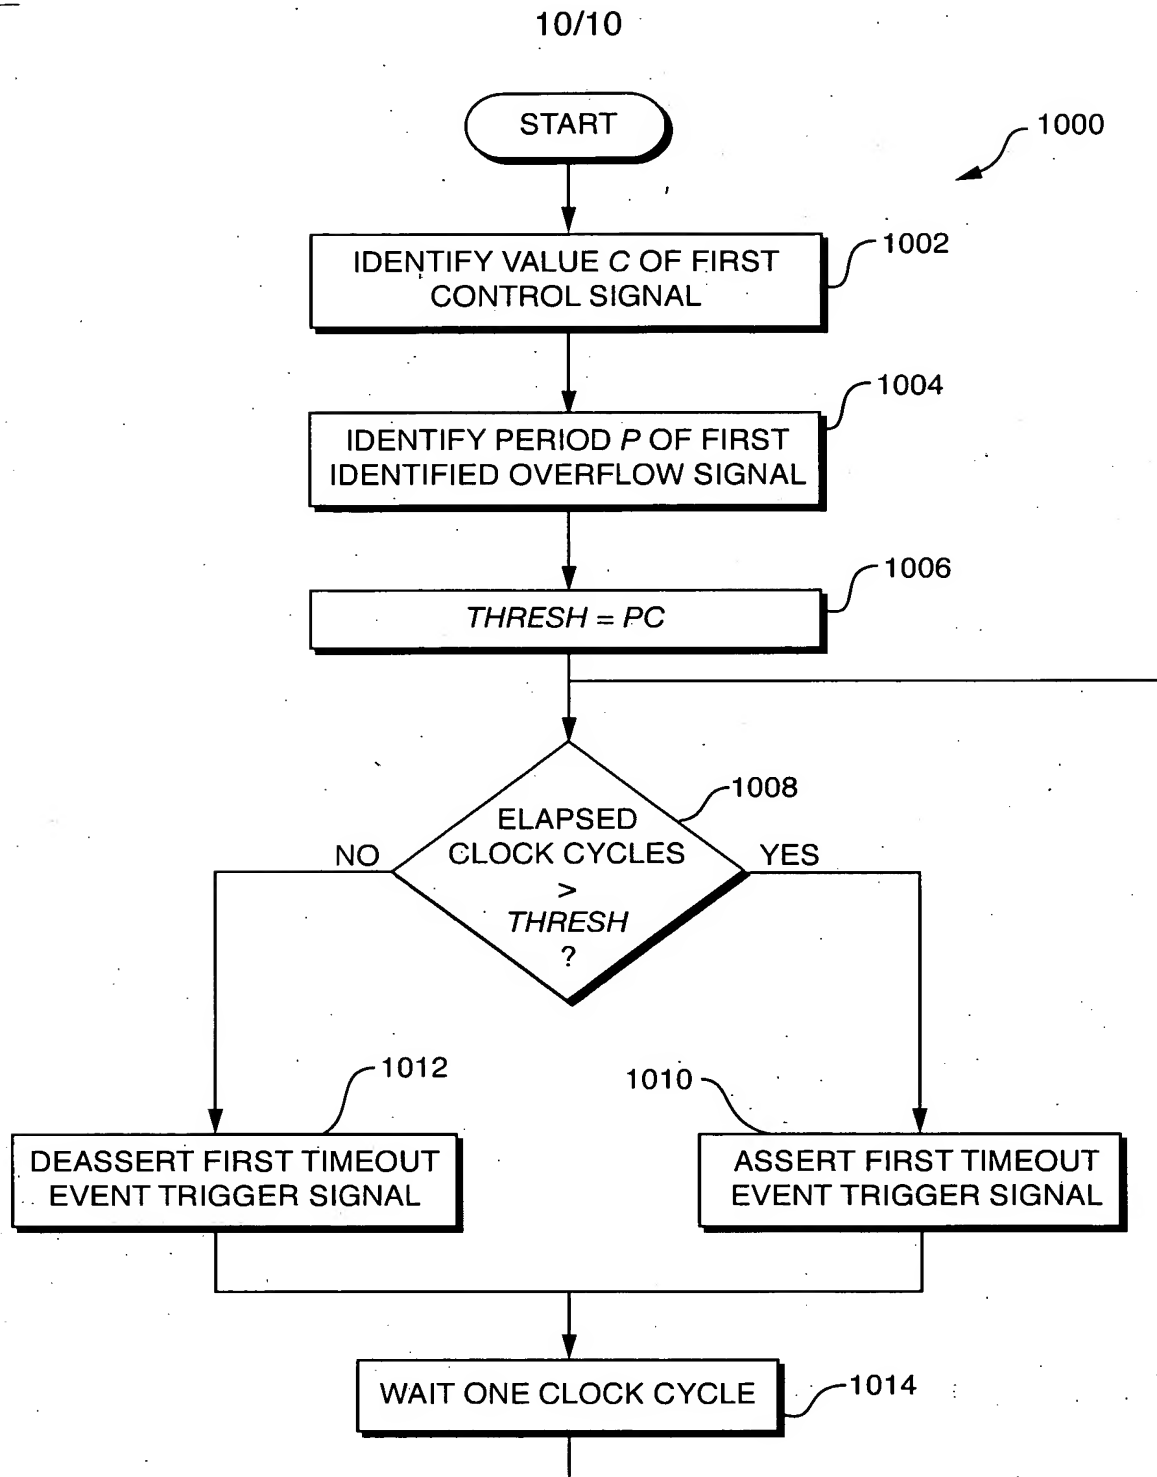 10/10
START
1000
IDENTIFY VALUE C OF FIRST
CONTROL SIGNAL
1002
IDENTIFY PERIOD P OF FIRST
IDENTIFIED OVERFLOW SIGNAL
1004
THRESH = PC
1006
ELAPSED
CLOCK CYCLES
>
THRESH
?
1008
NO
YES
1012
1010
DEASSERT FIRST TIMEOUT
EVENT TRIGGER SIGNAL
ASSERT FIRST TIMEOUT
EVENT TRIGGER SIGNAL
WAIT ONE CLOCK CYCLE
1014